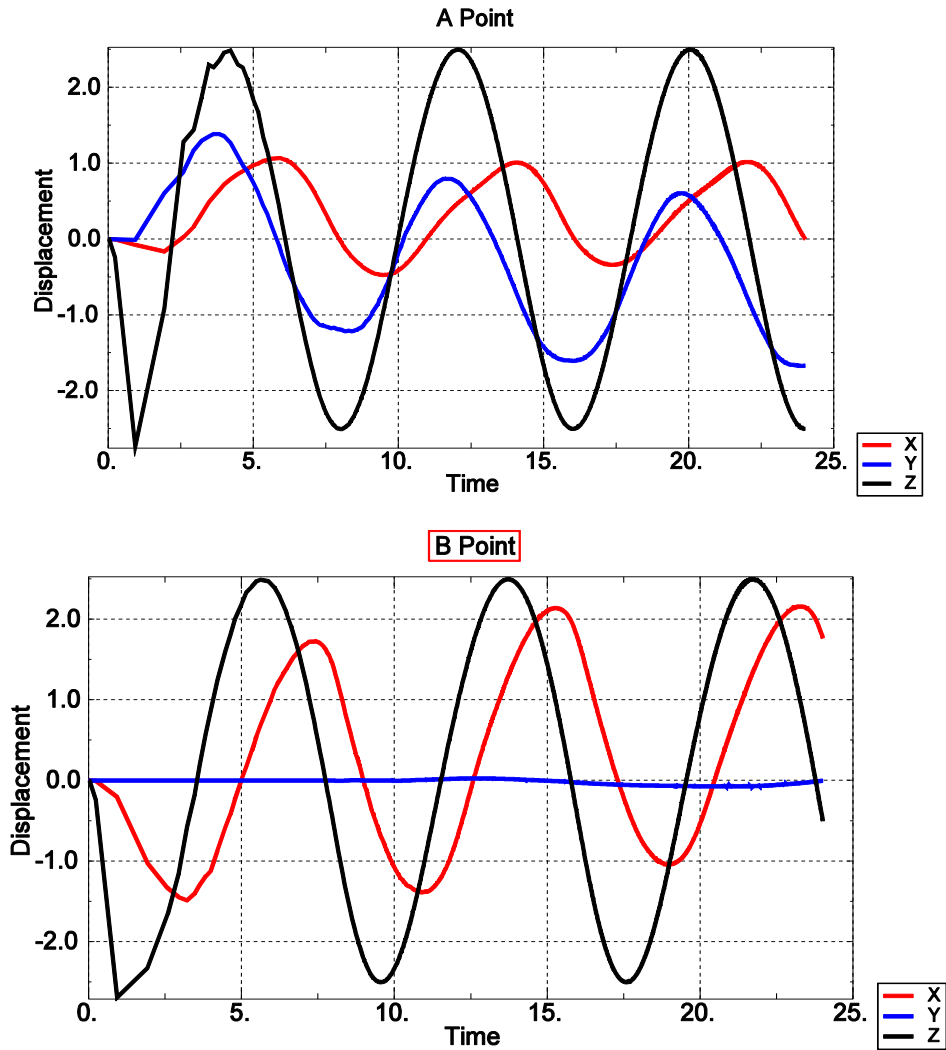 A Point
2.0
1.0
0.0
-1.0
-2.0
Displacement
0. 5. 10. 15. 20. 25.
Time
X
Y
Z
B Point
2.0
1.0
0.0
-1.0
-2.0
Displacement
0. 5. 10. 15. 20. 25.
Time
X
Y
Z